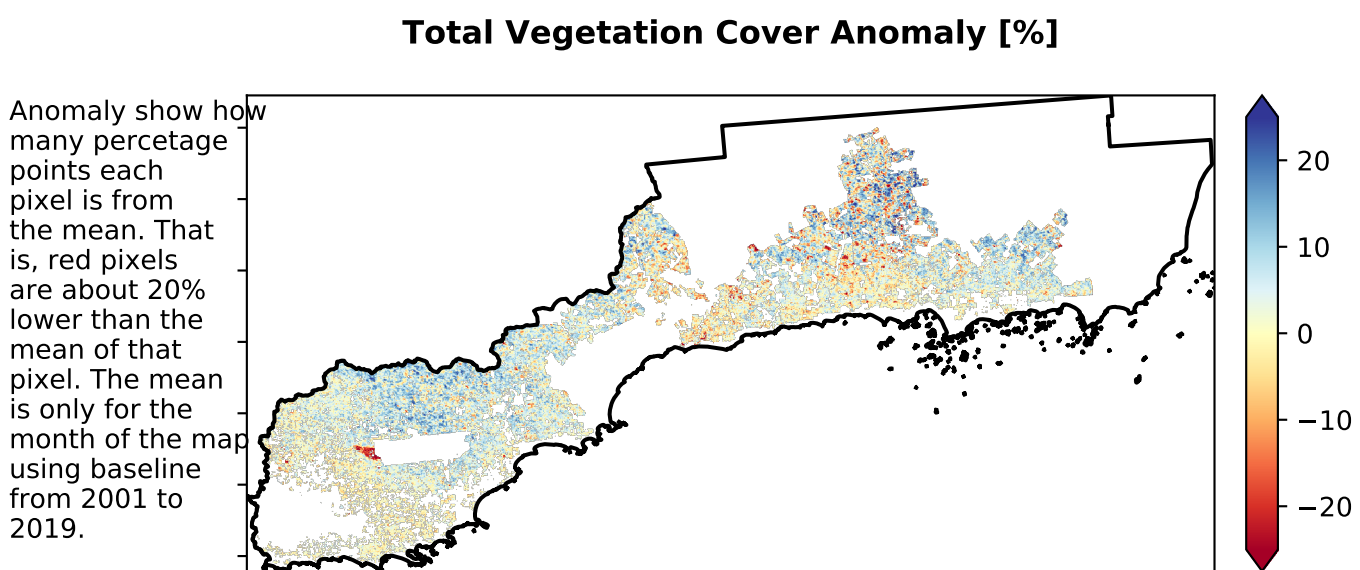 Total Vegetation Cover Anomaly [%]
Anomaly show how
many percetage
points each
pixel is from
the mean. That
is, red pixels
are about 20%
lower than the
mean of that
pixel. The mean
is only for the
month of the map
using baseline
from 2001 to
2019.
20
10
0
−10
−20